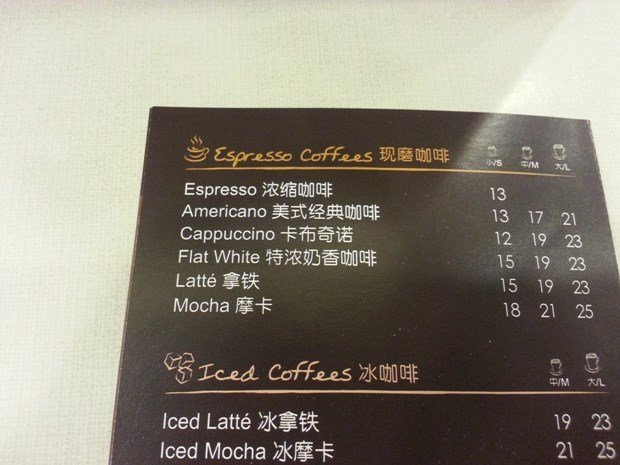 Espresso Coffees 现磨咖啡 小/S 中/M 大/L
Espresso 浓缩咖啡 13
Americano 美式经典咖啡 13 17 21
Cappuccino 卡布奇诺 12 19 23
Flat White 特浓奶香咖啡 15 19 23
Latté 拿铁 15 19 23
Mocha 摩卡 18 21 25
Iced Coffees 冰咖啡 中/M 大/L
Iced Latté 冰拿铁 19 23
Iced Mocha 冰摩卡 21 25